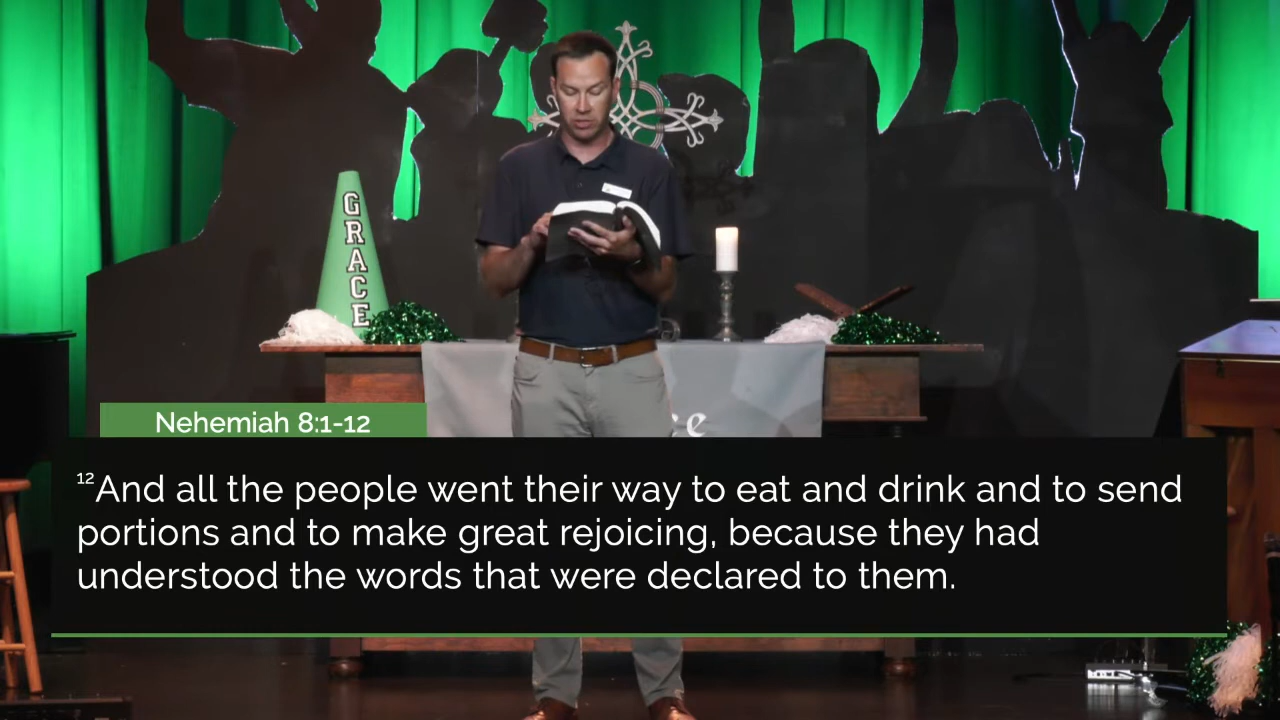 GRACE
Nehemiah 8:1-12
¹²And all the people went their way to eat and drink and to send
portions and to make great rejoicing, because they had
understood the words that were declared to them.